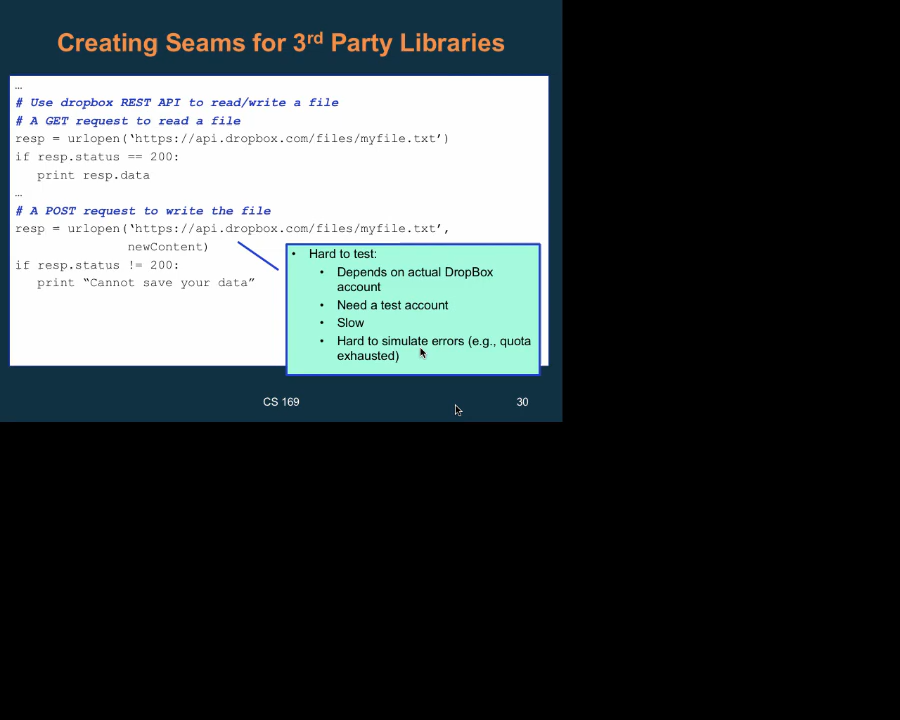 Creating Seams for 3rd Party Libraries
…
# Use dropbox REST API to read/write a file
# A GET request to read a file
resp = urlopen(‘https://api.dropbox.com/files/myfile.txt’)
if resp.status == 200:
print resp.data
…
# A POST request to write the file
resp = urlopen(‘https://api.dropbox.com/files/myfile.txt’,
newContent)
if resp.status != 200:
print “Cannot save your data”
• Hard to test:
• Depends on actual DropBox
account
• Need a test account
• Slow
• Hard to simulate errors (e.g., quota
exhausted)
CS 169
30